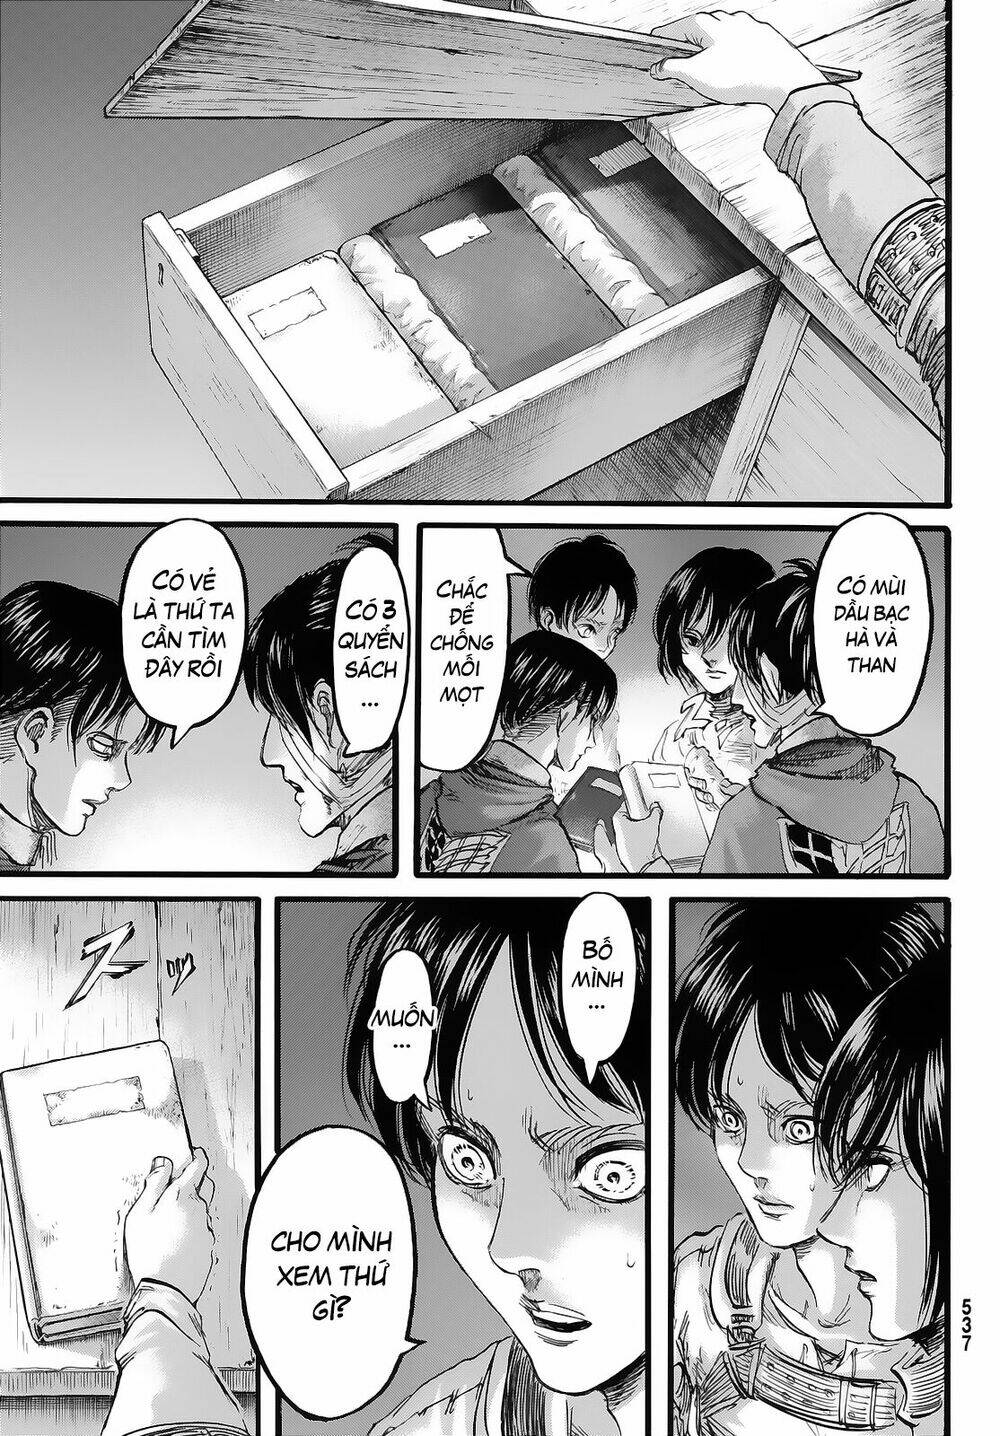 CÓ MÙI
DẦU BẠC
HÀ VÀ
THAN
CHẮC
ĐỂ
CHỐNG
MỐI
MỌT
CÓ 3
QUYỂN
SÁCH
...
CÓ VẺ
LÀ THỨ TA
CẦN TÌM
ĐÂY RỒI
BỐ
MÌNH
...
MUỐN
...
CHO MÌNH
XEM THỨ
GÌ?
537